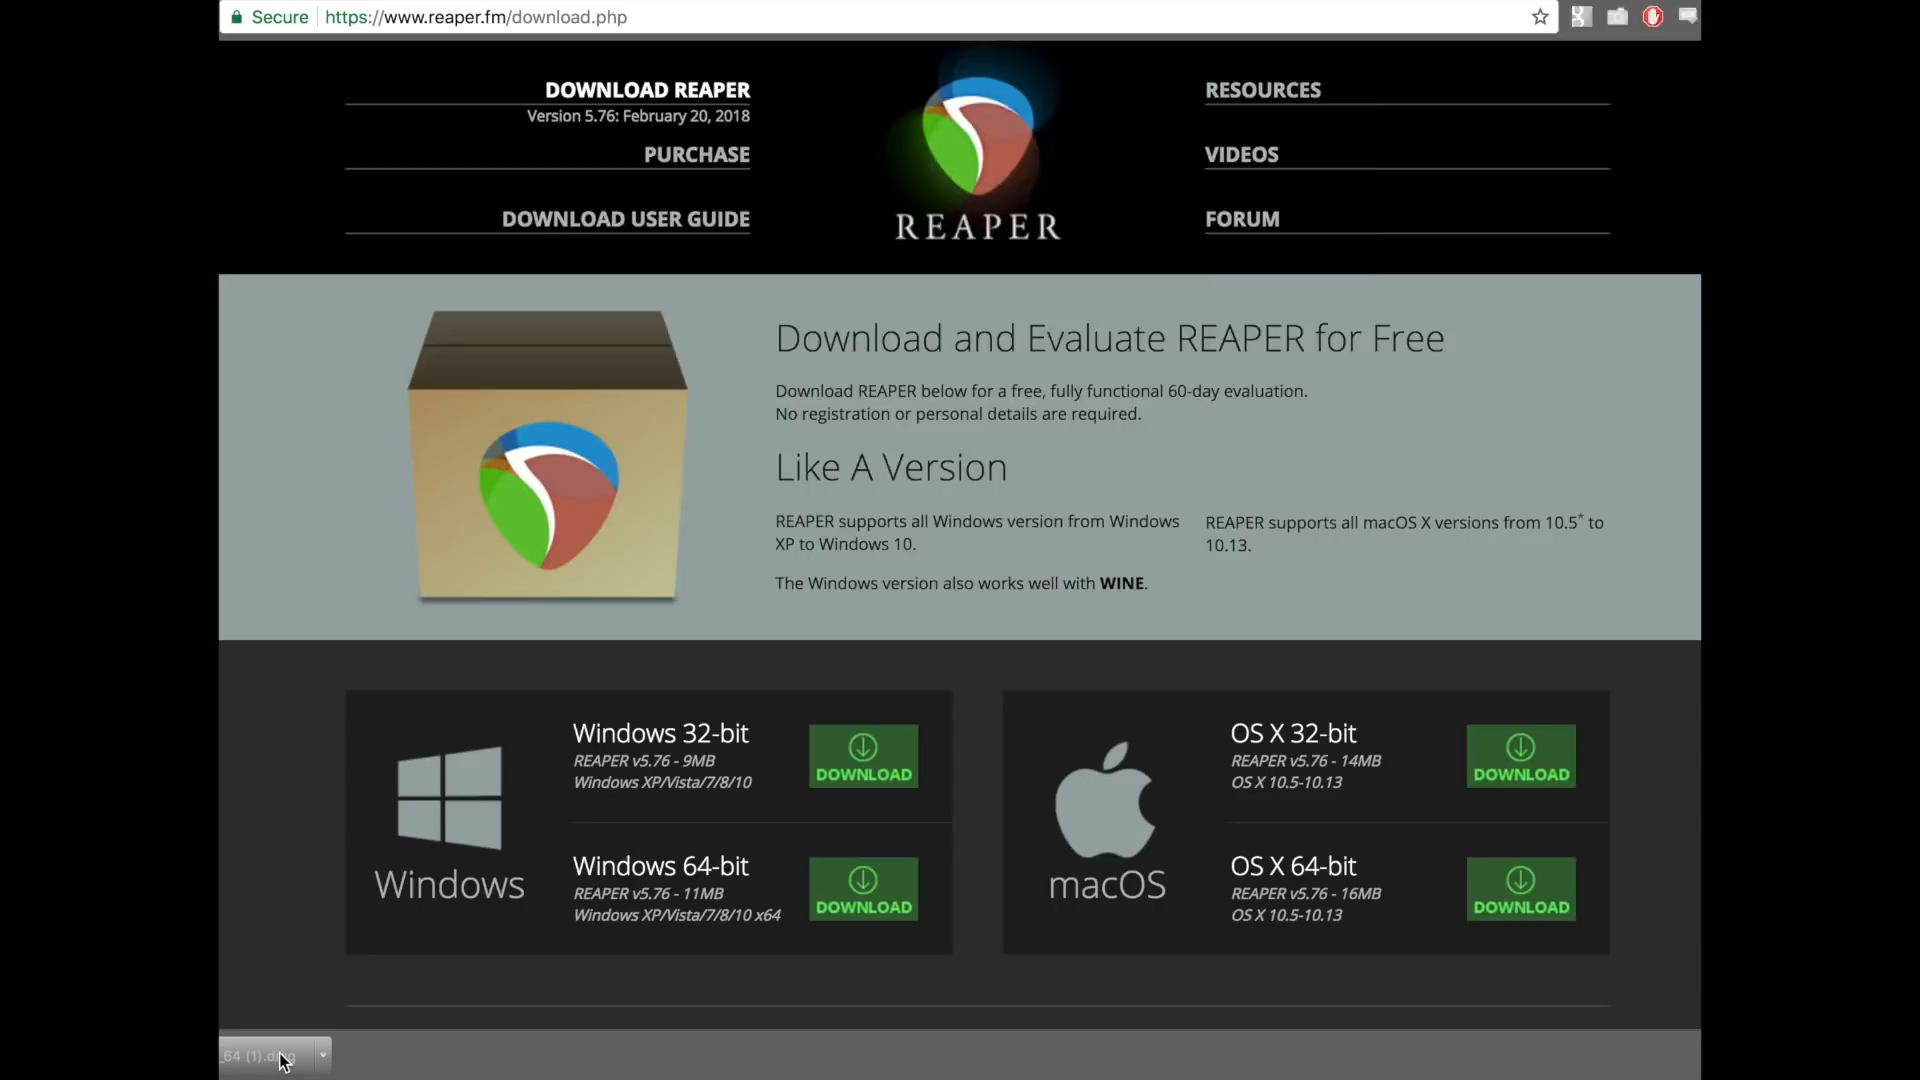 Secure https://www.reaper.fm/download.php
DOWNLOAD REAPER
Version 5.76: February 20, 2018
PURCHASE
DOWNLOAD USER GUIDE
REAPER
RESOURCES
VIDEOS
FORUM
Download and Evaluate REAPER for Free
Download REAPER below for a free, fully functional 60-day evaluation.
No registration or personal details are required.
Like A Version
REAPER supports all Windows version from Windows
XP to Windows 10.
The Windows version also works well with WINE.
REAPER supports all macOS X versions from 10.5* to
10.13.
Windows
Windows 32-bit
REAPER v5.76 - 9MB
Windows XP/Vista/7/8/10
DOWNLOAD
Windows 64-bit
REAPER v5.76 - 11MB
Windows XP/Vista/7/8/10 x64
DOWNLOAD
macOS
OS X 32-bit
REAPER v5.76 - 14MB
OS X 10.5-10.13
DOWNLOAD
OS X 64-bit
REAPER v5.76 - 16MB
OS X 10.5-10.13
DOWNLOAD
_64 (1).dmg